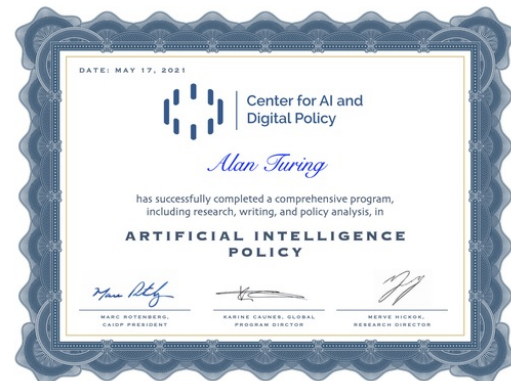 DATE: MAY 17, 2021
Center for AI and
Digital Policy
Alan Turing
has successfully completed a comprehensive program,
including research, writing, and policy analysis, in
ARTIFICIAL INTELLIGENCE
POLICY
MARC ROTENBERG,
CAIDP PRESIDENT
KARINE CAUNES, GLOBAL
PROGRAM DIRCTOR
MERVE HICKOK,
RESEARCH DIRECTOR